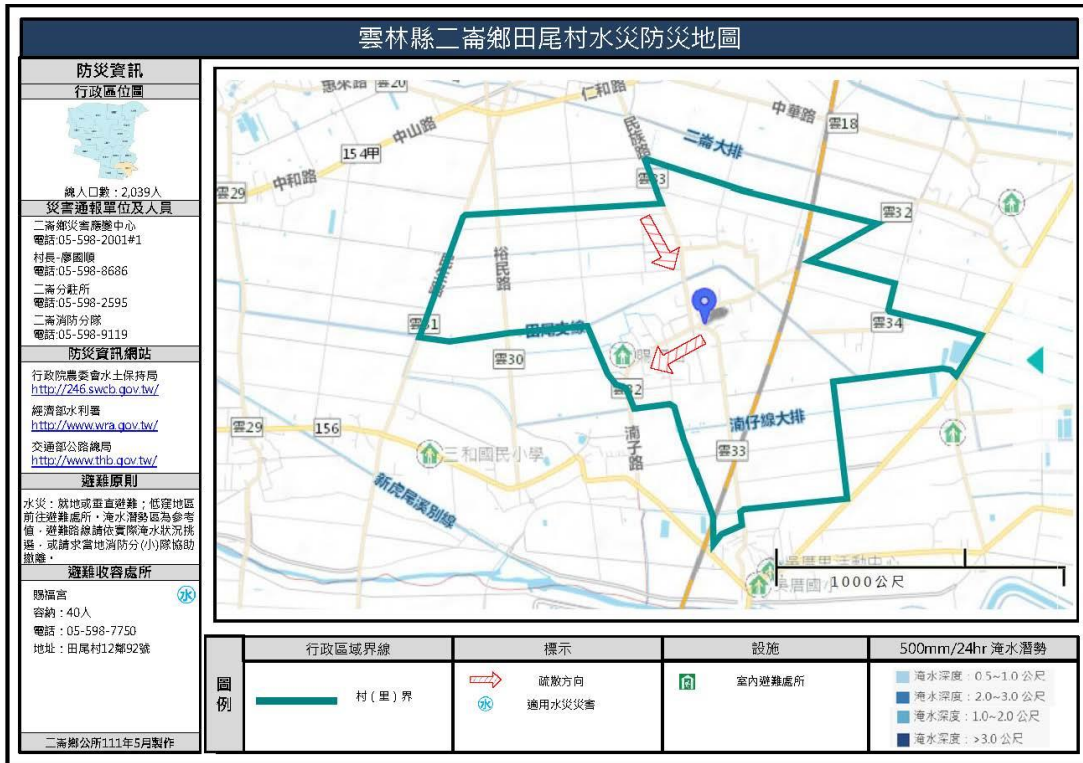 雲林縣二崙鄉田尾村水災防災地圖
防災資訊
行政區位圖
總人口數：2,039人
災害通報單位及人員
二崙鄉災害應變中心
電話:05-598-2001#1
村長-廖國順
電話:05-598-8686
二崙分駐所
電話:05-598-2595
二崙消防分隊
電話:05-598-9119
防災資訊網站
行政院農委會水土保持局
http://246.swcb.gov.tw/
經濟部水利署
http://www.wra.gov.tw/
交通部公路總局
http://www.thb.gov.tw/
避難原則
水災：就地或垂直避難；低窪地區
前往避難處所，淹水潛勢區為參考
值，避難路線請依實際淹水狀況挑
選，或請求當地消防分(小)隊協助
撤離。
避難收容處所
賜福宮
水
容納：40人
電話：05-598-7750
地址：田尾村12鄰92號
二崙鄉公所111年5月製作
惠來路
雲20
仁和路
中華路
雲18
中山路
民族路
二崙大排
154甲
雲29
中和路
雲33
雲32
裕民路
雲31
田尾支線
雲34
雲30
雲32
雲29
156
湳仔線大排
三和國民小學
湳子路
雲33
新虎尾溪別線
吳厝里活動中心
吳厝國小
1000公尺
圖例
行政區域界線
標示
設施
500mm/24hr 淹水潛勢
村(里)界
疏散方向
水
適用水災災害
室內避難處所
淹水深度：0.5~1.0 公尺
淹水深度：2.0~3.0 公尺
淹水深度：1.0~2.0 公尺
淹水深度：>3.0 公尺